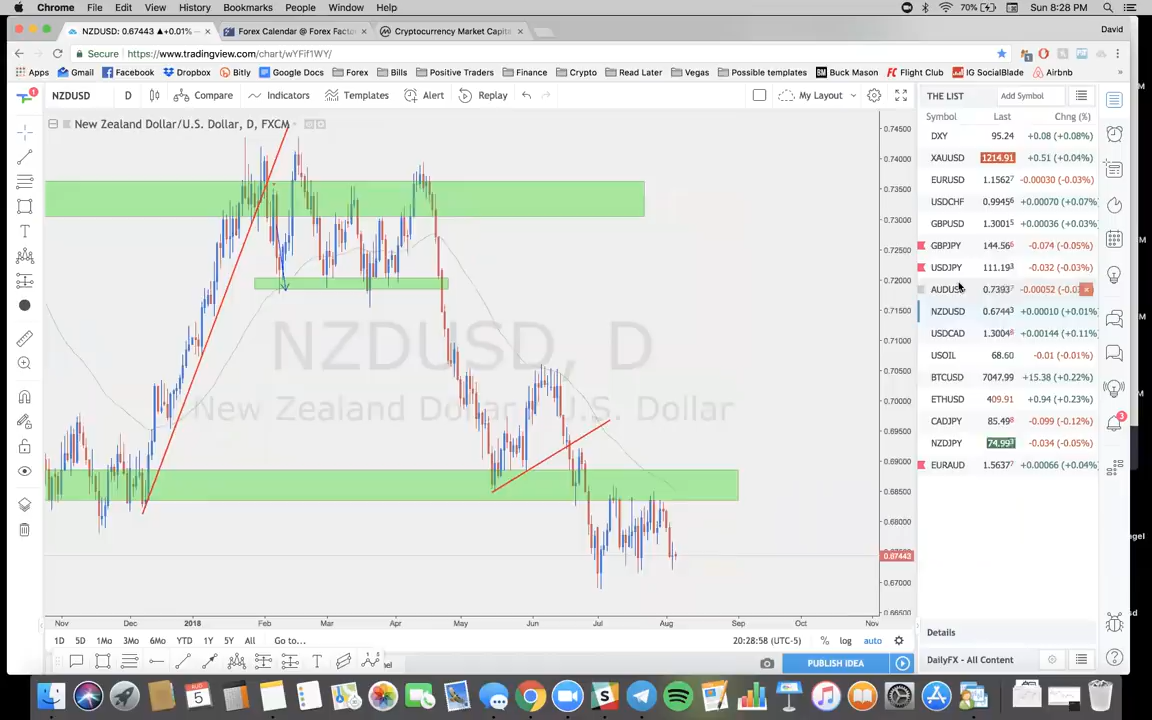 Chrome File Edit View History Bookmarks People Window Help 70% Sun 8:28 PM
NZDUSD: 0.67443 ▲+0.01% × Forex Calendar @ Forex Facto × Cryptocurrency Market Capita × David
Secure https://www.tradingview.com/chart/wYFif1WY/
Apps Gmail Facebook Dropbox Bitly Google Docs Forex Bills Positive Traders Finance Crypto Read Later Vegas Possible templates Buck Mason Flight Club IG SocialBlade Airbnb »
1 NZDUSD D Compare Indicators Templates Alert Replay My Layout THE LIST Add Symbol
New Zealand Dollar/U.S. Dollar, D, FXCM
Symbol Last Chng (%)
DXY 95.24 +0.08 (+0.08%)
XAUUSD 1214.91 +0.51 (+0.04%)
EURUSD 1.1562⁷ -0.00030 (-0.03%)
USDCHF 0.9945⁶ +0.00070 (+0.07%)
GBPUSD 1.3001⁵ +0.00036 (+0.03%)
GBPJPY 144.56⁶ -0.074 (-0.05%)
USDJPY 111.19³ -0.032 (-0.03%)
AUDUS 0.7393⁷ -0.00052 (-0.0
NZDUSD 0.6744³ +0.00010 (+0.01%)
USDCAD 1.3004⁸ +0.00144 (+0.11%)
USOIL 68.60 -0.01 (-0.01%)
BTCUSD 7047.99 +15.38 (+0.22%)
ETHUSD 409.91 +0.94 (+0.23%)
CADJPY 85.49⁸ -0.099 (-0.12%)
NZDJPY 74.99³ -0.034 (-0.05%)
EURAUD 1.5637⁷ +0.00066 (+0.04%)
3
0.74500
0.74000
0.73500
0.73000
0.72500
0.72000
0.71500
0.71000
0.70500
0.70000
0.69500
0.69000
0.68500
0.68000
0.67443
0.67000
0.66500
NZDUSD, D
New Zealand Dollar / U.S. Dollar
Nov Dec 2018 Feb Mar Apr May Jun Jul Aug Sep Oct Nov
1D 5D 1Mo 3Mo 6Mo YTD 1Y 5Y All Go to... 20:28:58 (UTC-5) % log auto
Details
PUBLISH IDEA
DailyFX - All Content
AUG
5